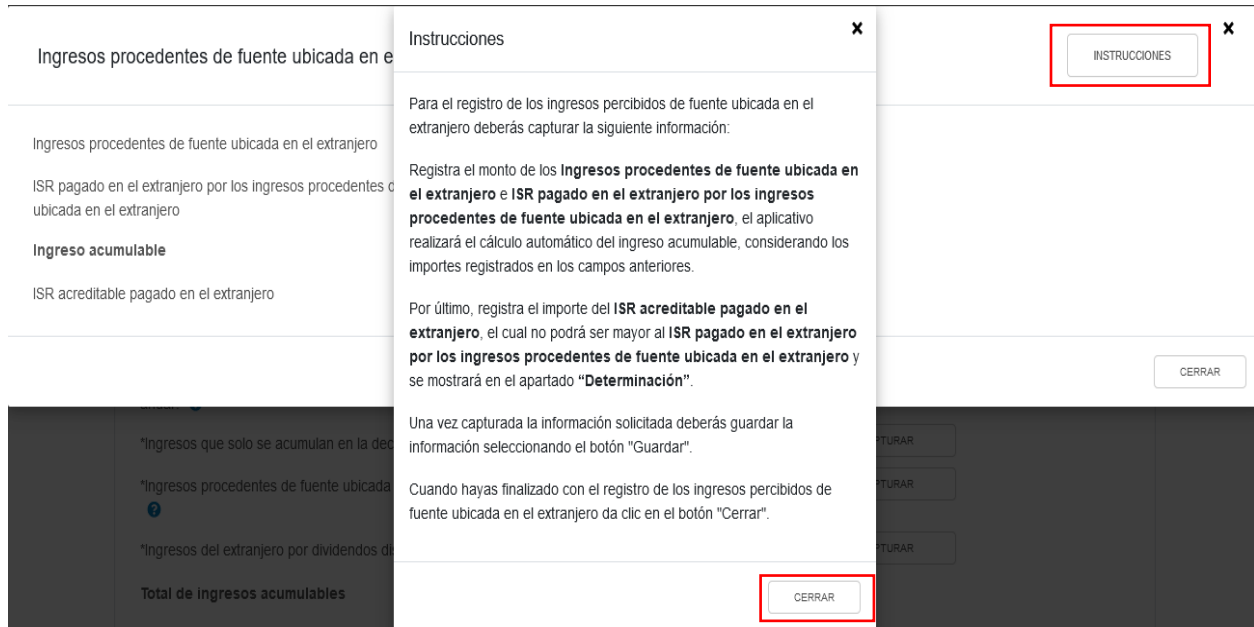 Ingresos procedentes de fuente ubicada en e
INSTRUCCIONES
x
Ingresos procedentes de fuente ubicada en el extranjero
ISR pagado en el extranjero por los ingresos procedentes d
ubicada en el extranjero
Ingreso acumulable
ISR acreditable pagado en el extranjero
CERRAR
Instrucciones
x
Para el registro de los ingresos percibidos de fuente ubicada en el
extranjero deberás capturar la siguiente información:
Registra el monto de los Ingresos procedentes de fuente ubicada en
el extranjero e ISR pagado en el extranjero por los ingresos
procedentes de fuente ubicada en el extranjero, el aplicativo
realizará el cálculo automático del ingreso acumulable, considerando los
importes registrados en los campos anteriores.
Por último, registra el importe del ISR acreditable pagado en el
extranjero, el cual no podrá ser mayor al ISR pagado en el extranjero
por los ingresos procedentes de fuente ubicada en el extranjero y
se mostrará en el apartado “Determinación”.
Una vez capturada la información solicitada deberás guardar la
información seleccionando el botón "Guardar".
Cuando hayas finalizado con el registro de los ingresos percibidos de
fuente ubicada en el extranjero da clic en el botón "Cerrar".
CERRAR
*Ingresos que solo se acumulan en la dec
PTURAR
*Ingresos procedentes de fuente ubicada
?
PTURAR
*Ingresos del extranjero por dividendos di
PTURAR
Total de ingresos acumulables